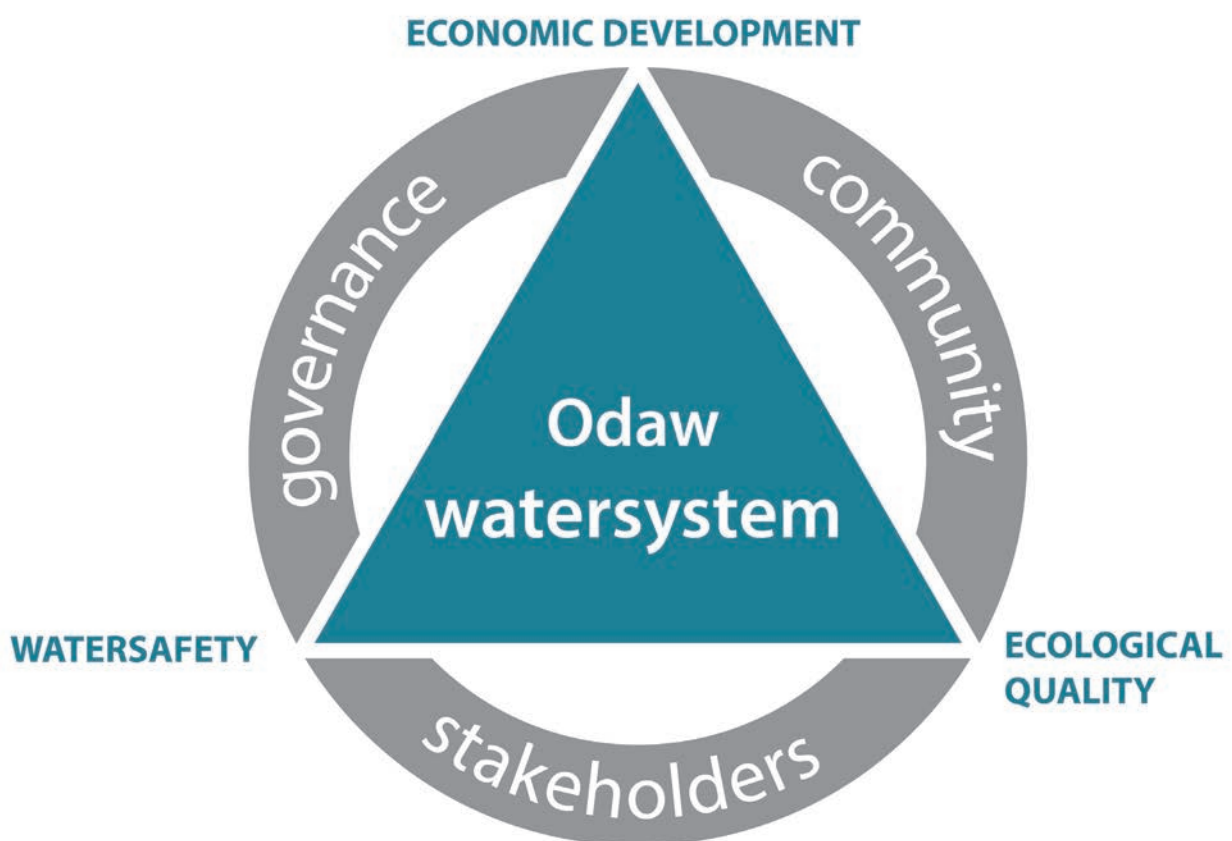 ECONOMIC DEVELOPMENT
governance
community
Odaw
watersystem
WATERSAFETY
ECOLOGICAL
QUALITY
stakeholders